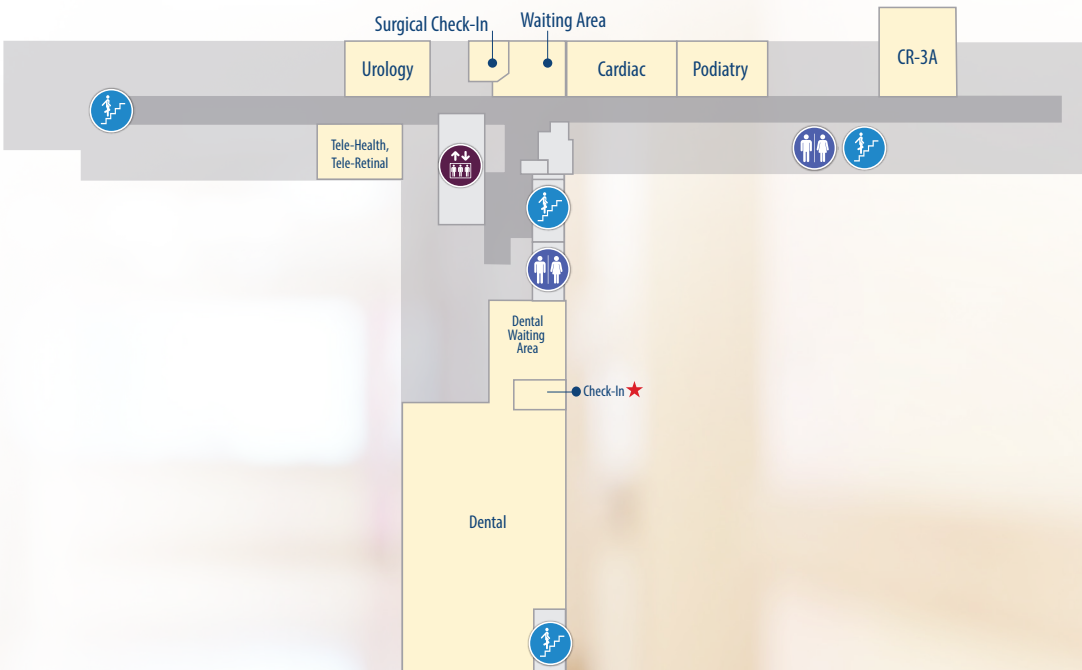 Surgical Check-In
Waiting Area
Urology
Cardiac
Podiatry
CR-3A
Tele-Health,
Tele-Retinal
Dental
Waiting
Area
Check-In
Dental